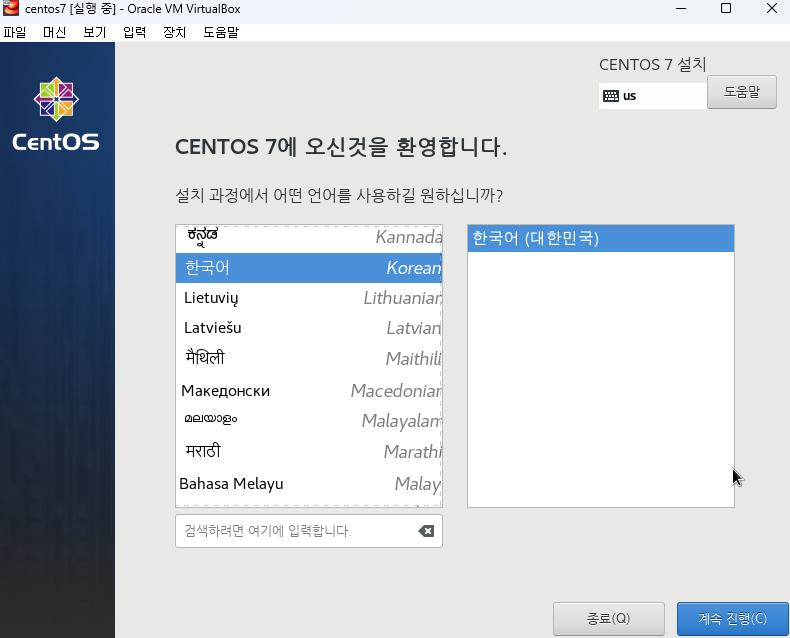 centos7 [실행 중] - Oracle VM VirtualBox
파일 머신 보기 입력 장치 도움말
CentOS
CENTOS 7 설치
us
도움말
CENTOS 7에 오신것을 환영합니다.
설치 과정에서 어떤 언어를 사용하길 원하십니까?
ಕನ್ನಡ Kannada
한국어 Korean
Lietuvių Lithuanian
Latviešu Latvian
मैथिली Maithili
Македонски Macedonian
മലയാളം Malayalam
मराठी Marathi
Bahasa Melayu Malay
한국어 (대한민국)
검색하려면 여기에 입력합니다.
종료(Q)
계속 진행(C)